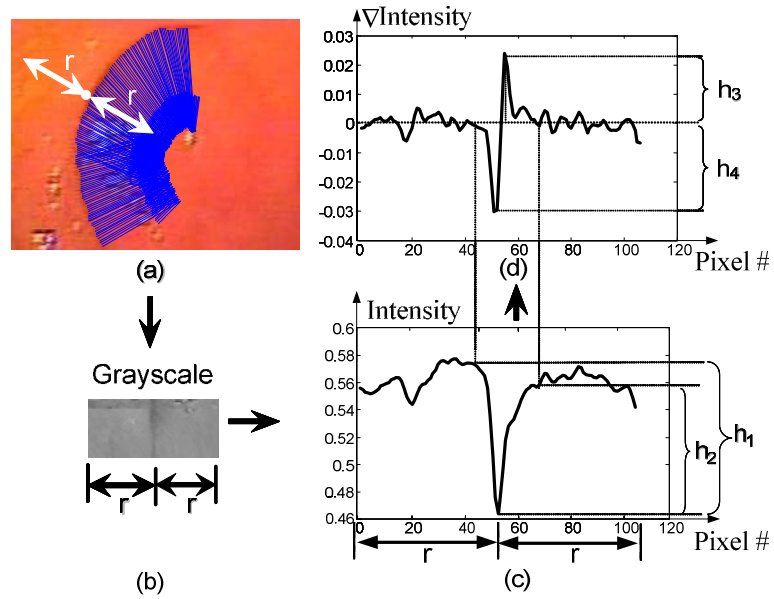 r
r
(a)
Grayscale
r
r
(b)
∇Intensity
0.03
0.02
0.01
0
-0.01
-0.02
-0.03
-0.04
0
20
40
60
80
100
120
h3
h4
Pixel #
(d)
Intensity
0.6
0.58
0.56
0.54
0.52
0.5
0.48
0.46
0
20
40
60
80
100
120
h1
h2
Pixel #
r
r
(c)